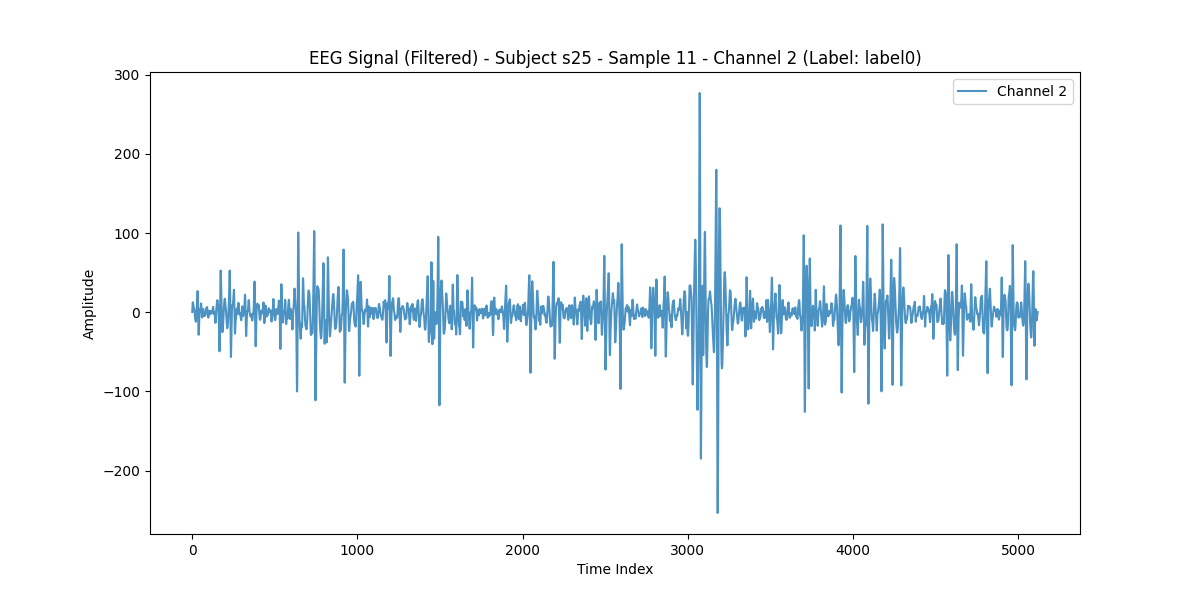 EEG Signal (Filtered) - Subject s25 - Sample 11 - Channel 2 (Label: label0)
Channel 2
300
200
100
0
−100
−200
Amplitude
0 1000 2000 3000 4000 5000
Time Index